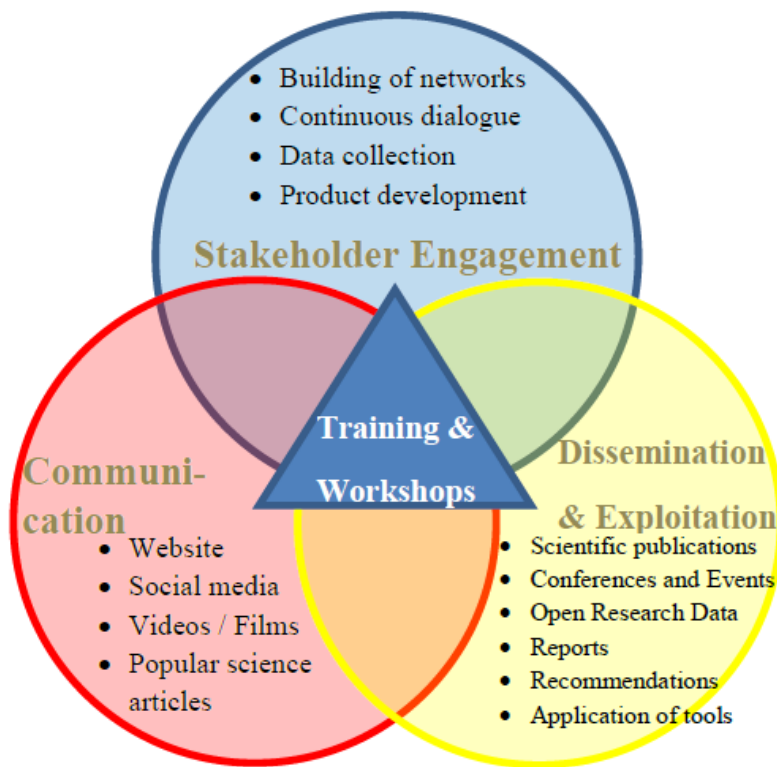 • Building of networks
• Continuous dialogue
• Data collection
• Product development
Stakeholder Engagement
Training &
Workshops
Communi-
cation
• Website
• Social media
• Videos / Films
• Popular science
articles
Dissemination
& Exploitation
• Scientific publications
• Conferences and Events
• Open Research Data
• Reports
• Recommendations
• Application of tools